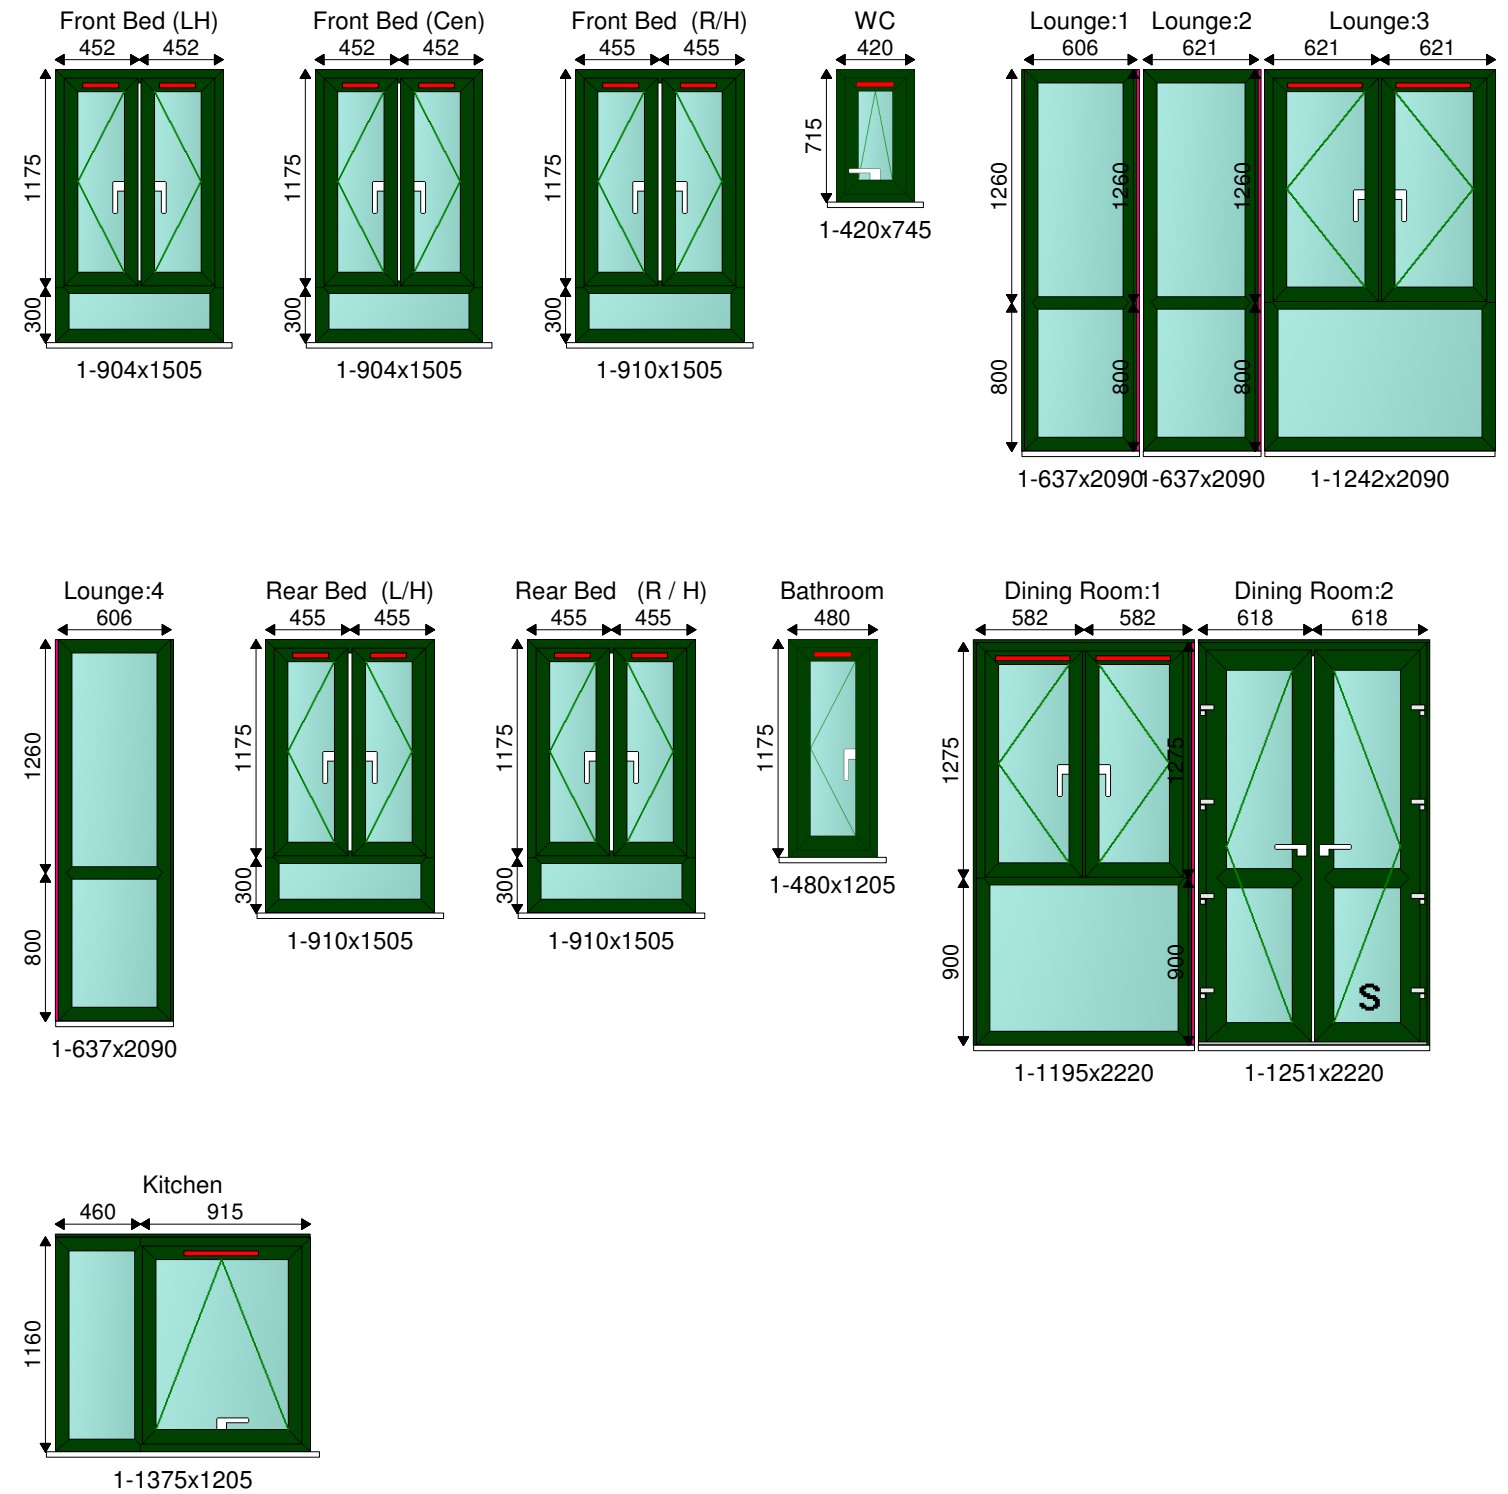 Front Bed (LH)
452 452
1175
300
1-904x1505
Front Bed (Cen)
452 452
1175
300
1-904x1505
Front Bed (R/H)
455 455
1175
300
1-910x1505
WC
420
715
1-420x745
Lounge:1
606
1260
1260
800
800
1-637x2090
Lounge:2
621
1260
800
1-637x2090
Lounge:3
621 621
1-1242x2090
Lounge:4
606
1260
800
1-637x2090
Rear Bed (L/H)
455 455
1175
300
1-910x1505
Rear Bed (R / H)
455 455
1175
300
1-910x1505
Bathroom
480
1175
1-480x1205
Dining Room:1
582 582
1275
1275
900
900
1-1195x2220
Dining Room:2
618 618
S
1-1251x2220
Kitchen
460 915
1160
1-1375x1205